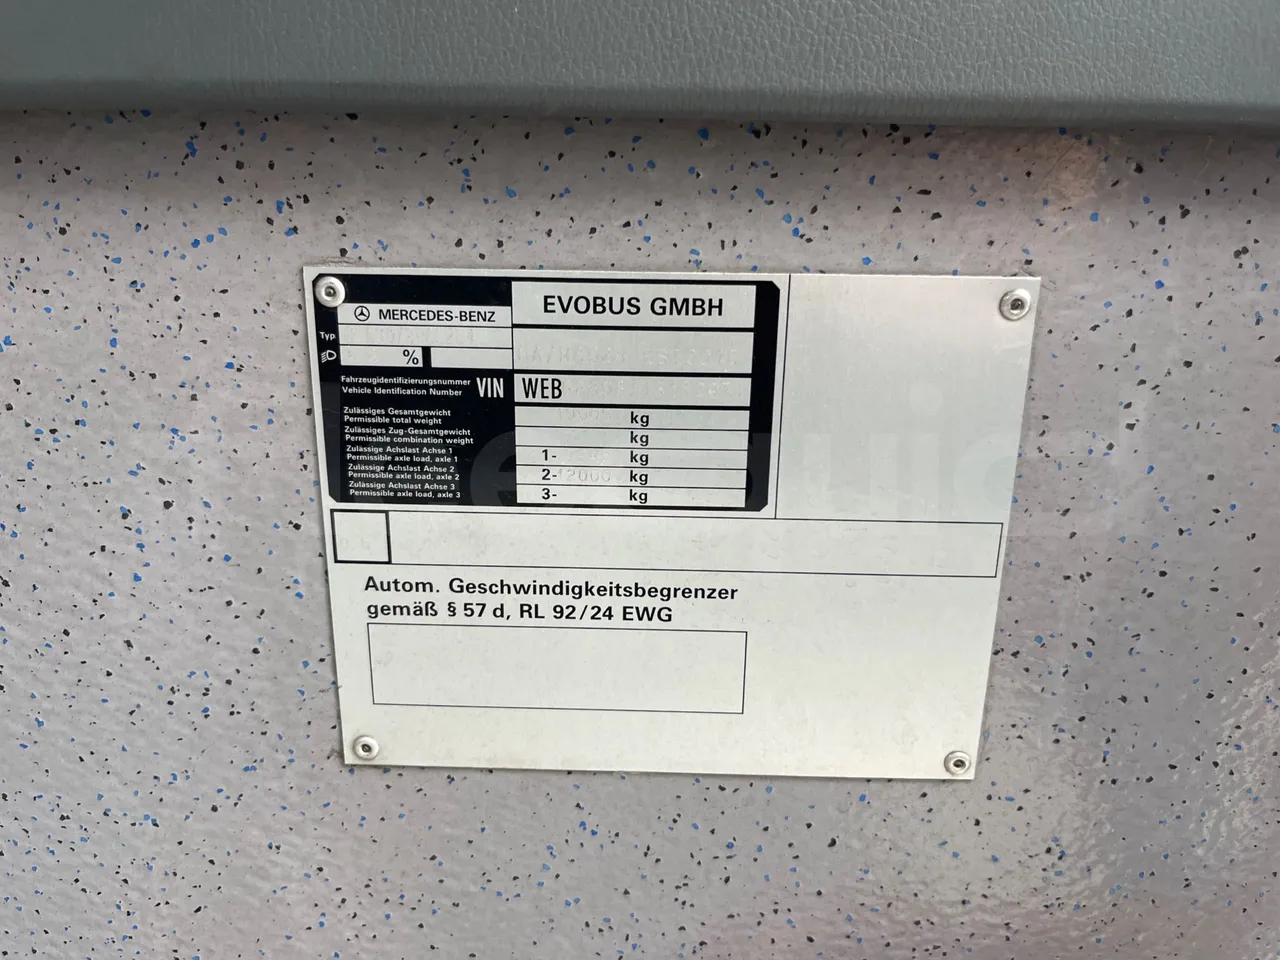 EVOBUS GMBH
MERCEDES-BENZ
Typ
%
Fahrzeugidentifizierungsnummer
Vehicle Identification Number
VIN WEB
Zulässiges Gesamtgewicht
Permissible total weight
kg
Zulässiges Zug-Gesamtgewicht
Permissible combination weight
kg
Zulässige Achslast Achse 1
Permissible axle load, axle 1
1- kg
Zulässige Achslast Achse 2
Permissible axle load, axle 2
2-12000 kg
Zulässige Achslast Achse 3
Permissible axle load, axle 3
3- kg
Autom. Geschwindigkeitsbegrenzer
gemäß § 57 d, RL 92/24 EWG